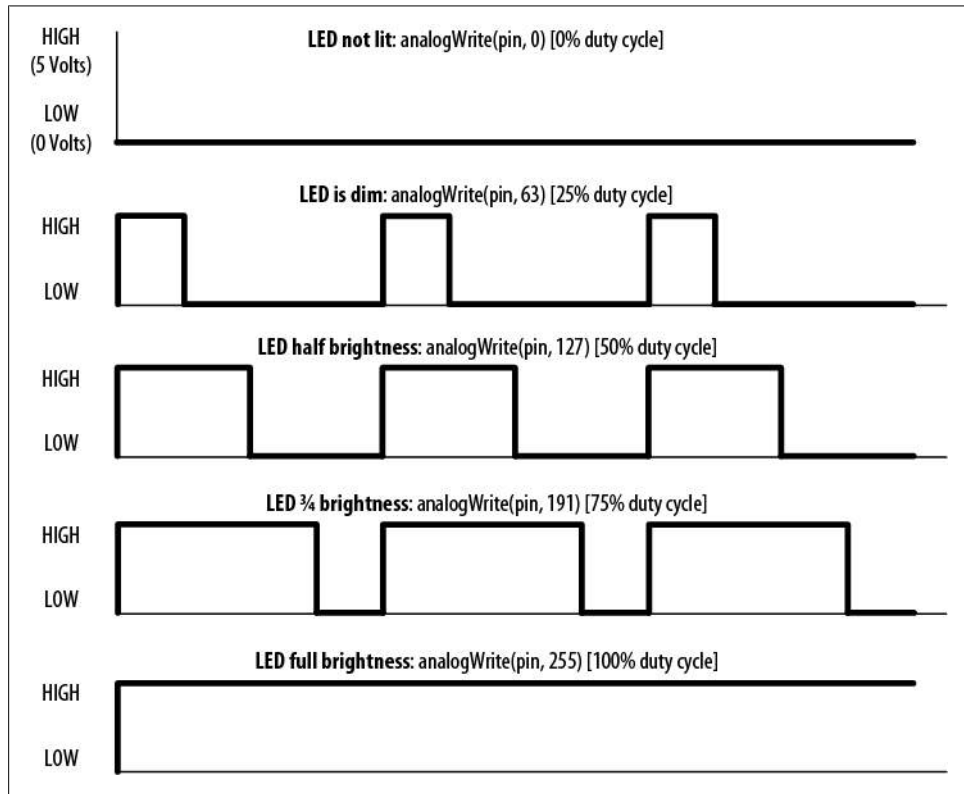 LED not lit: analogWrite(pin, 0) [0% duty cycle]
HIGH
(5 Volts)
LOW
(0 Volts)
LED is dim: analogWrite(pin, 63) [25% duty cycle]
HIGH
LOW
LED half brightness: analogWrite(pin, 127) [50% duty cycle]
HIGH
LOW
LED ¾ brightness: analogWrite(pin, 191) [75% duty cycle]
HIGH
LOW
LED full brightness: analogWrite(pin, 255) [100% duty cycle]
HIGH
LOW